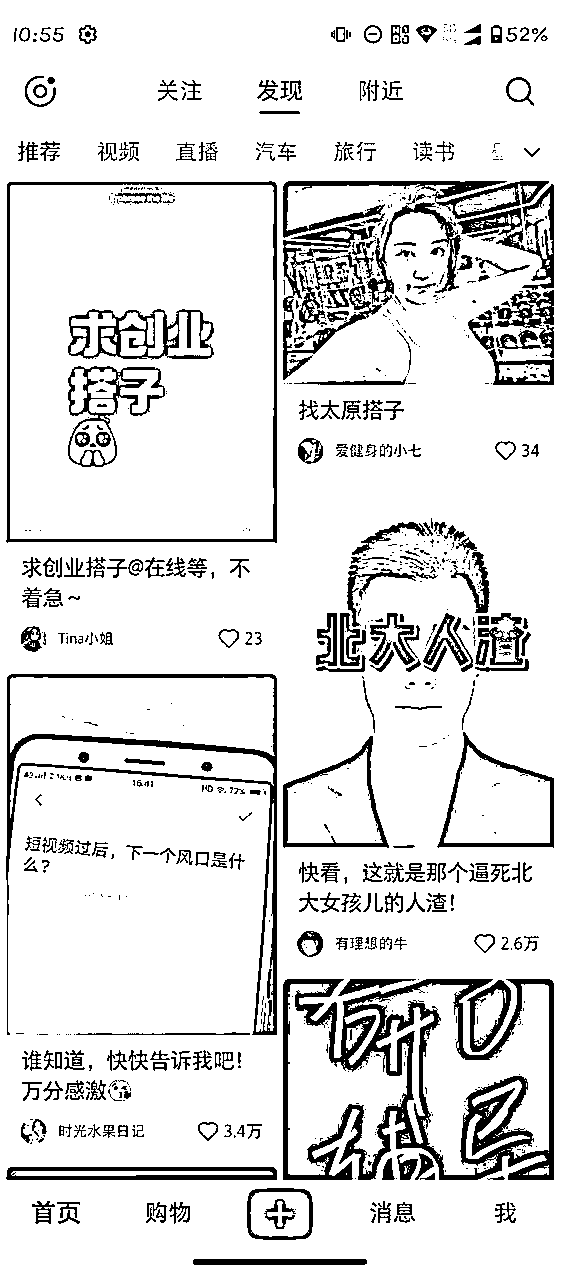 10:55
52%
关注
发现
附近
推荐
视频
直播
汽车
旅行
读书
求创业
搭子
求创业搭子@在线等，不
着急~
Tina小姐
23
找太原搭子
爱健身的小七
34
北大人渣
快看，这就是那个逼死北
大女孩儿的人渣！
有理想的牛
2.6万
16:41
HD
77%
短视频过后，下一个风口是什
么？
谁知道，快快告诉我吧！
万分感激
时光水果日记
3.4万
首页
购物
消息
我